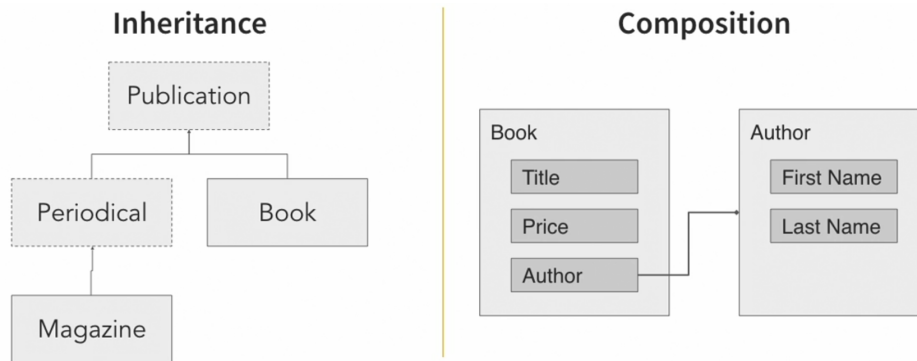 Inheritance
Publication
Periodical
Book
Magazine
Composition
Book
Title
Price
Author
Author
First Name
Last Name